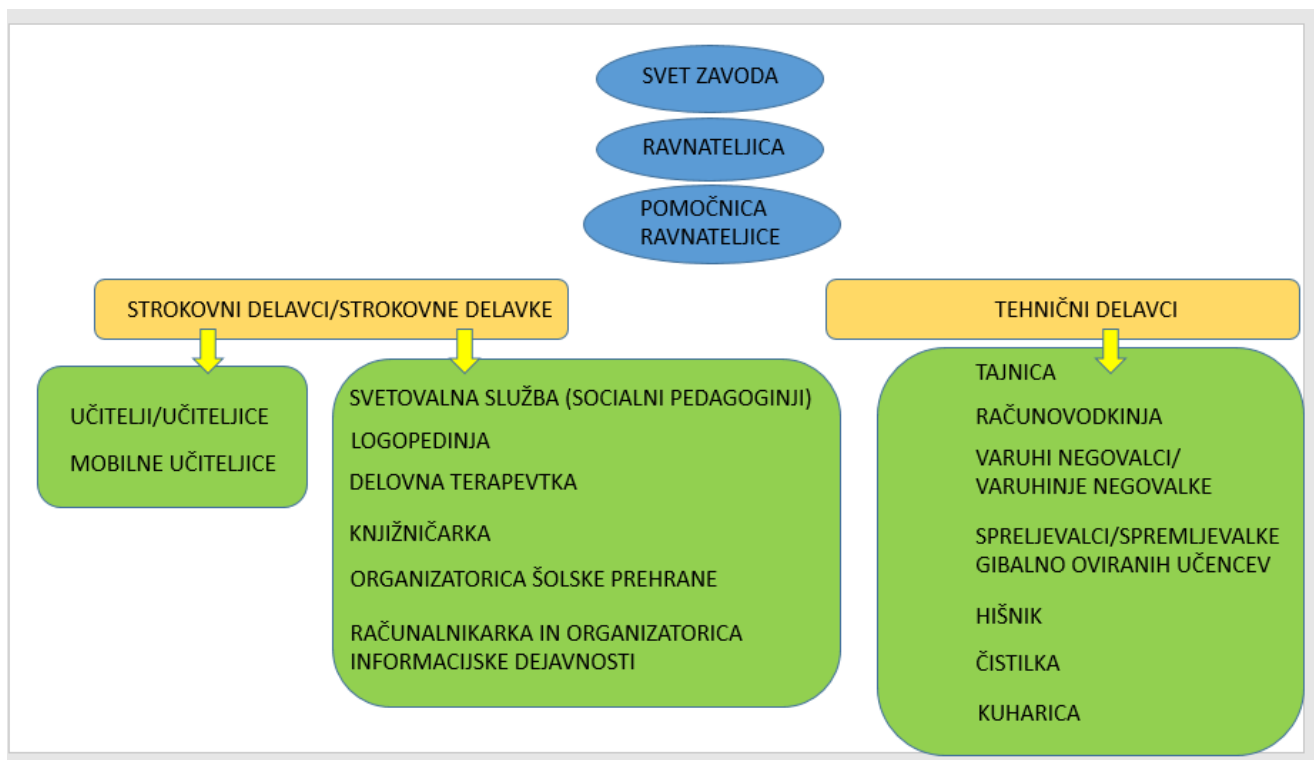 SVET ZAVODA
RAVNATELJICA
POMOČNICA
RAVNATELJICE
STROKOVNI DELAVCI/STROKOVNE DELAVKE
TEHNIČNI DELAVCI
UČITELJI/UČITELJICE
MOBILNE UČITELJICE
SVETOVALNA SLUŽBA (SOCIALNI PEDAGOGINJI)
LOGOPEDINJA
DELOVNA TERAPEVTKA
KNJIŽNIČARKA
ORGANIZATORICA ŠOLSKE PREHRANE
RAČUNALNIKARKA IN ORGANIZATORICA
INFORMACIJSKE DEJAVNOSTI
TAJNICA
RAČUNOVODKINJA
VARUHI NEGOVALCI/
VARUHINJE NEGOVALKE
SPRELJEVALCI/SPREMLJEVALKE
GIBALNO OVIRANIH UČENCEV
HIŠNIK
ČISTILKA
KUHARICA